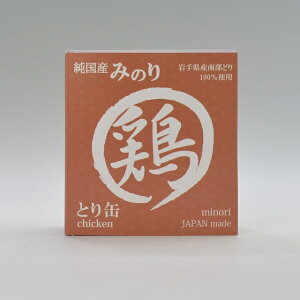 純国産 みのり
岩手県産南部どり
100%使用
鶏
とり缶
chicken
minori
JAPAN made